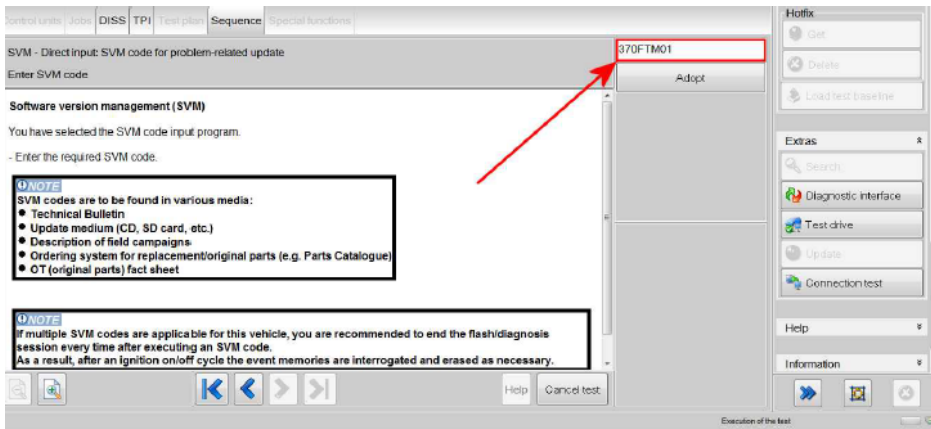 Control units Jobs DISS TPI Test plan Sequence Special functions
SVM - Direct input: SVM code for problem-related update
Enter SVM code
370FTM01
Adopt
Software version management (SVM)
You have selected the SVM code input program.
- Enter the required SVM code.
NOTE
SVM codes are to be found in various media:
● Technical Bulletin
● Update medium (CD, SD card, etc.)
● Description of field campaigns
● Ordering system for replacement/original parts (e.g. Parts Catalogue)
● OT (original parts) fact sheet
NOTE
If multiple SVM codes are applicable for this vehicle, you are recommended to end the flash/diagnosis
session every time after executing an SVM code.
As a result, after an ignition on/off cycle the event memories are interrogated and erased as necessary.
Help
Cancel test
Hotfix
Get
Delete
Load test baseline
Extras
Search
Diagnostic interface
Test drive
Update
Connection test
Help
Information
Execution of the test